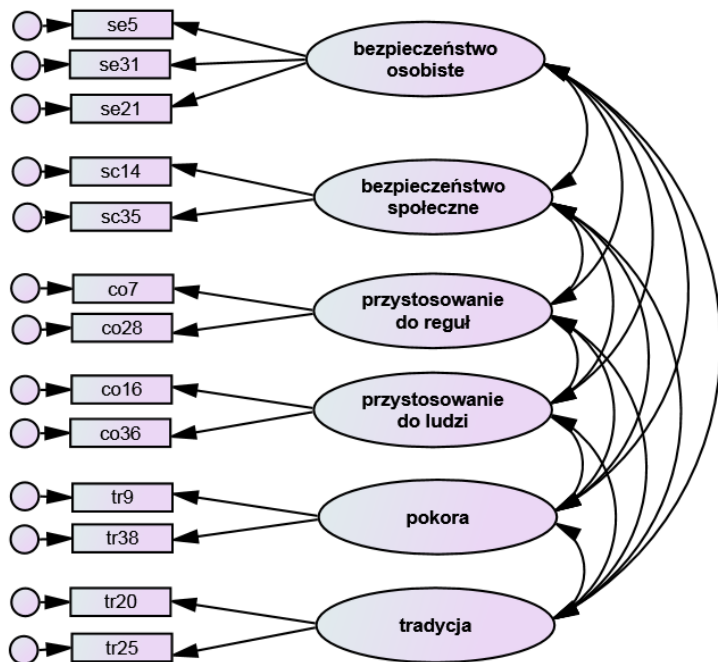 se5
se31
se21
bezpieczeństwo
osobiste
sc14
sc35
bezpieczeństwo
społeczne
co7
co28
przystosowanie
do reguł
co16
co36
przystosowanie
do ludzi
tr9
tr38
pokora
tr20
tr25
tradycja